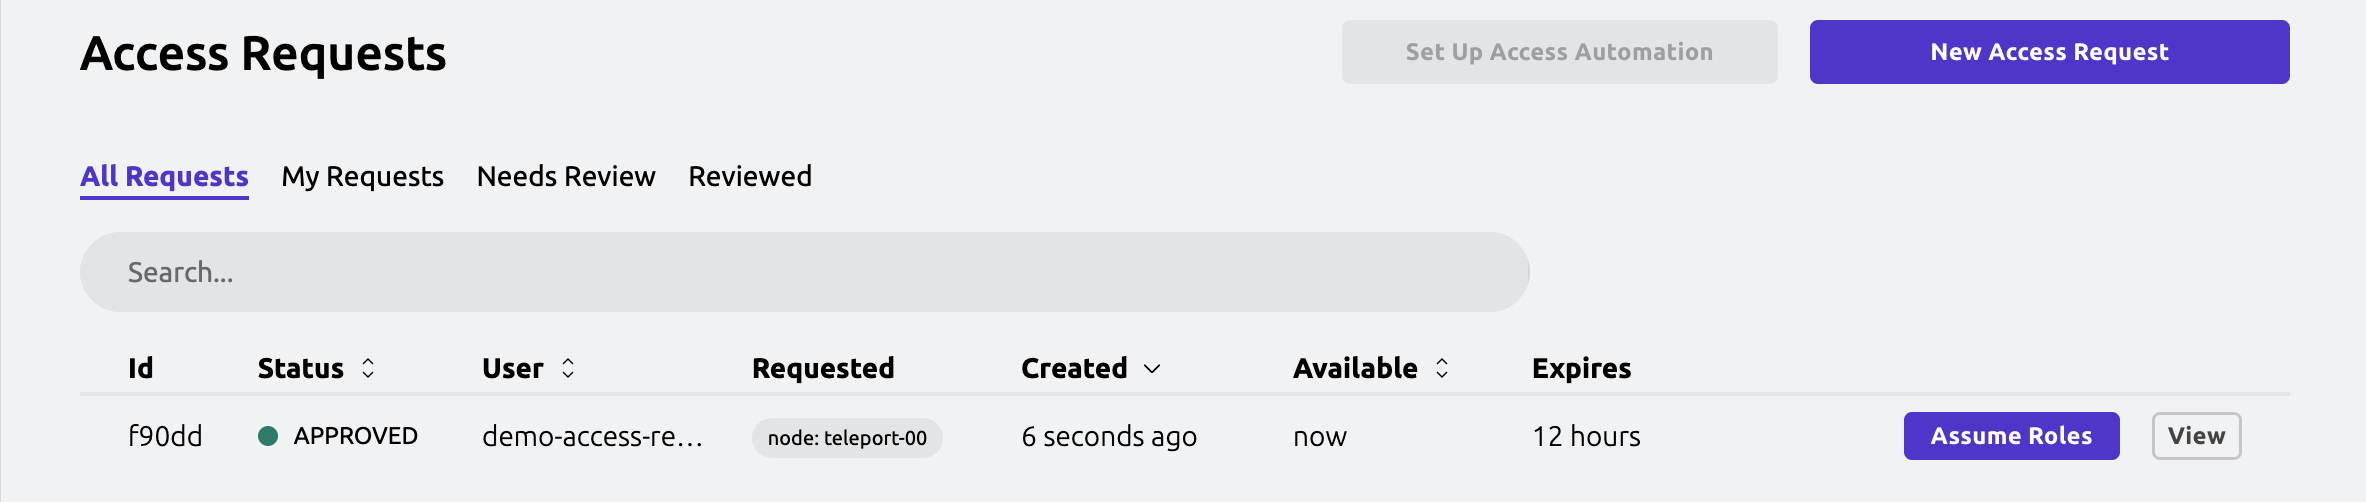 Access Requests
Set Up Access Automation
New Access Request
All Requests My Requests Needs Review Reviewed
Search...
Id Status User Requested Created Available Expires
f90dd APPROVED demo-access-re... node: teleport-00 6 seconds ago now 12 hours Assume Roles View